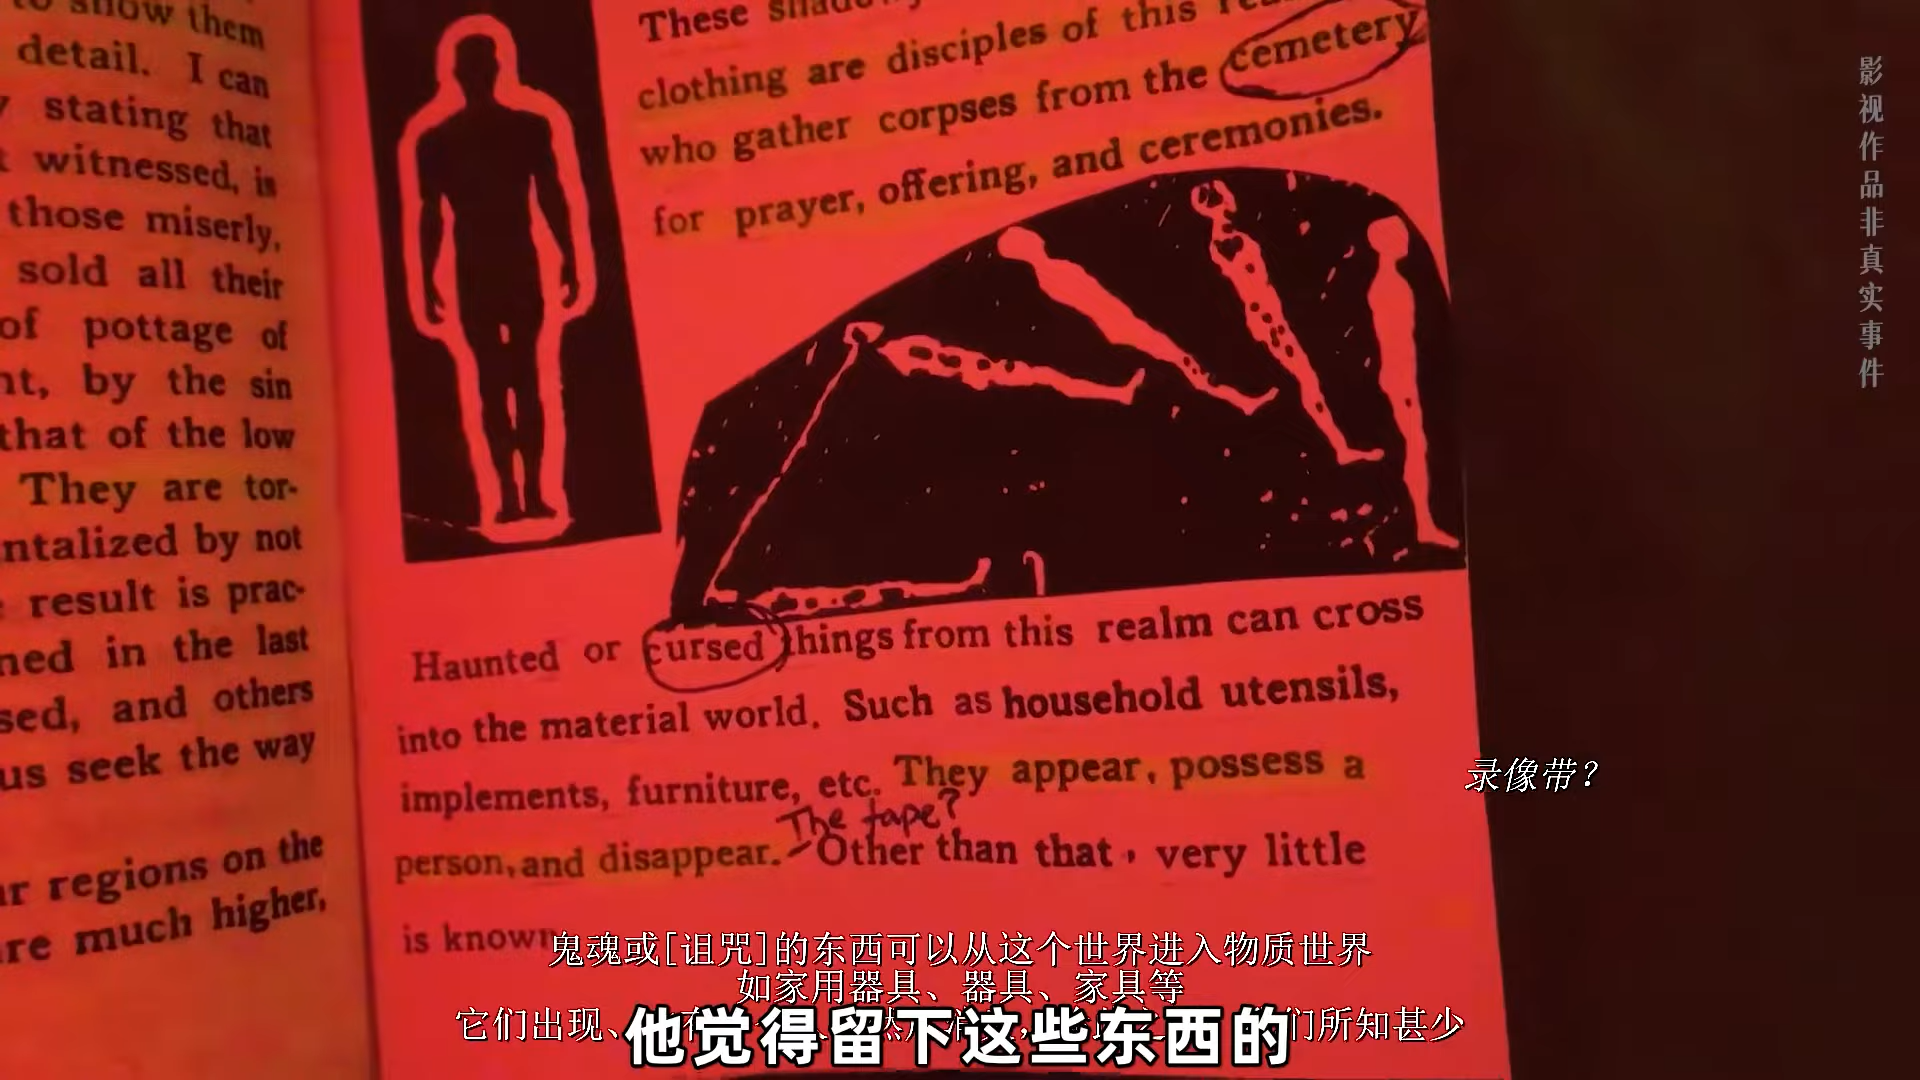 to show them
detail. I can
stating that
witnessed, is
those miserly,
sold all their
of pottage of
by the sin
that of the low
They are tor-
ntalized by not
result is prac-
ned in the last
sed, and others
us seek the way
regions on the
are much higher,
These
clothing are disciples of this
who gather corpses from the cemetery
for prayer, offering, and ceremonies.
Haunted or cursed things from this realm can cross
into the material world. Such as household utensils,
implements, furniture, etc. They appear, possess a
The tape?
person, and disappear. Other than that, very little
is known
影视作品非真实事件
录像带？
鬼魂或[诅咒]的东西可以从这个世界进入物质世界
如家用器具、器具、家具等
它们出现、 们所知甚少
他觉得留下这些东西的